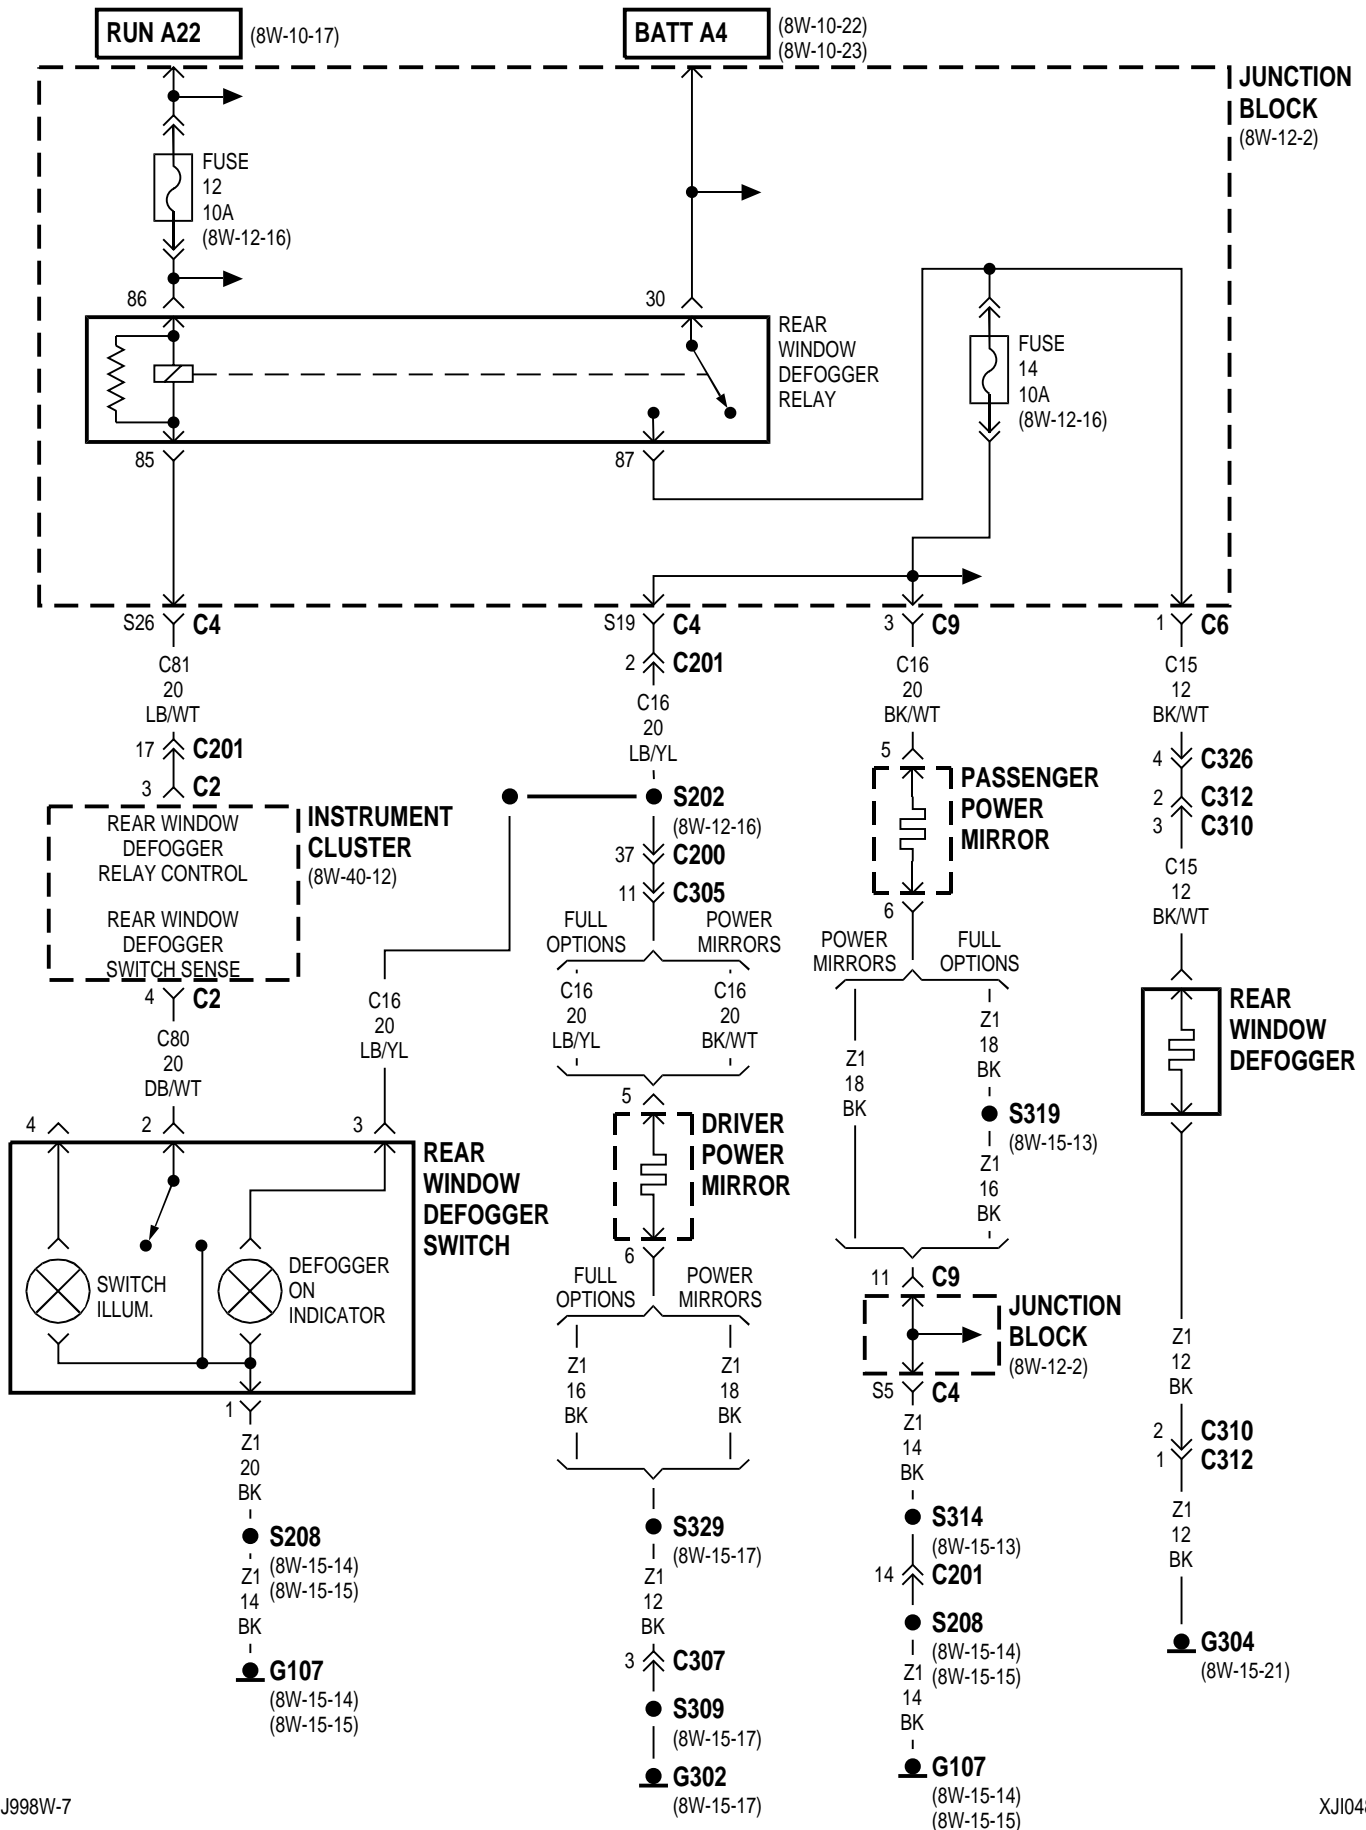 RUN A22
(8W-10-17)
BATT A4
(8W-10-22)
(8W-10-23)
JUNCTION
BLOCK
(8W-12-2)
FUSE
12
10A
(8W-12-16)
86
30
REAR
WINDOW
DEFOGGER
RELAY
FUSE
14
10A
(8W-12-16)
85
87
S26
C4
S19
C4
3
C9
1
C6
C81
20
LB/WT
2
C201
C16
20
LB/YL
C16
20
BK/WT
C15
12
BK/WT
17
C201
3
C2
5
4
C326
2
C312
3
C310
INSTRUMENT
CLUSTER
(8W-40-12)
REAR WINDOW
DEFOGGER
RELAY CONTROL
REAR WINDOW
DEFOGGER
SWITCH SENSE
S202
(8W-12-16)
37
C200
11
C305
PASSENGER
POWER
MIRROR
6
C15
12
BK/WT
FULL
OPTIONS
POWER
MIRRORS
POWER
MIRRORS
FULL
OPTIONS
4
C2
C80
20
DB/WT
C16
20
LB/YL
C16
20
LB/YL
C16
20
BK/WT
Z1
18
BK
Z1
18
BK
S319
(8W-15-13)
Z1
16
BK
REAR
WINDOW
DEFOGGER
4
2
3
5
REAR
WINDOW
DEFOGGER
SWITCH
DRIVER
POWER
MIRROR
6
SWITCH
ILLUM.
DEFOGGER
ON
INDICATOR
FULL
OPTIONS
POWER
MIRRORS
11
C9
JUNCTION
BLOCK
(8W-12-2)
S5
C4
1
Z1
20
BK
Z1
16
BK
Z1
18
BK
Z1
14
BK
Z1
12
BK
2
C310
1
C312
S208
(8W-15-14)
(8W-15-15)
Z1
14
BK
S329
(8W-15-17)
Z1
12
BK
S314
(8W-15-13)
14
C201
Z1
12
BK
S208
(8W-15-14)
(8W-15-15)
Z1
14
BK
G304
(8W-15-21)
G107
(8W-15-14)
(8W-15-15)
3
C307
S309
(8W-15-17)
G302
(8W-15-17)
G107
(8W-15-14)
(8W-15-15)
J998W-7
XJI048